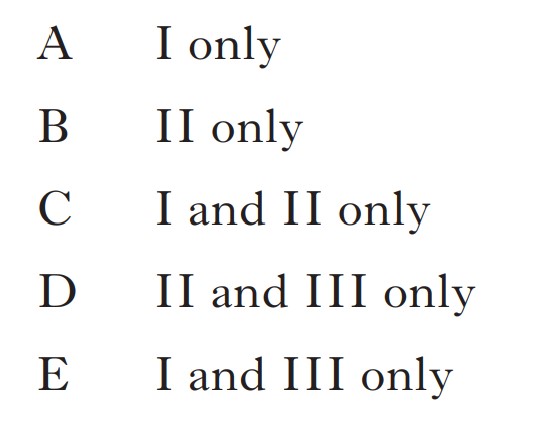 A I only
B II only
C I and II only
D II and III only
E I and III only